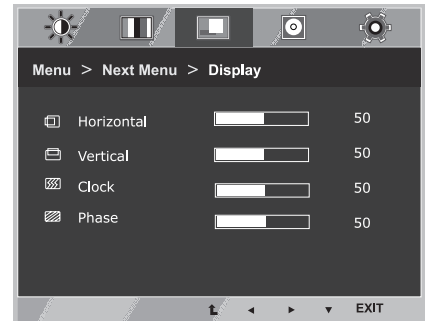 Menu > Next Menu > Display
Horizontal 50
Vertical 50
Clock 50
Phase 50
EXIT